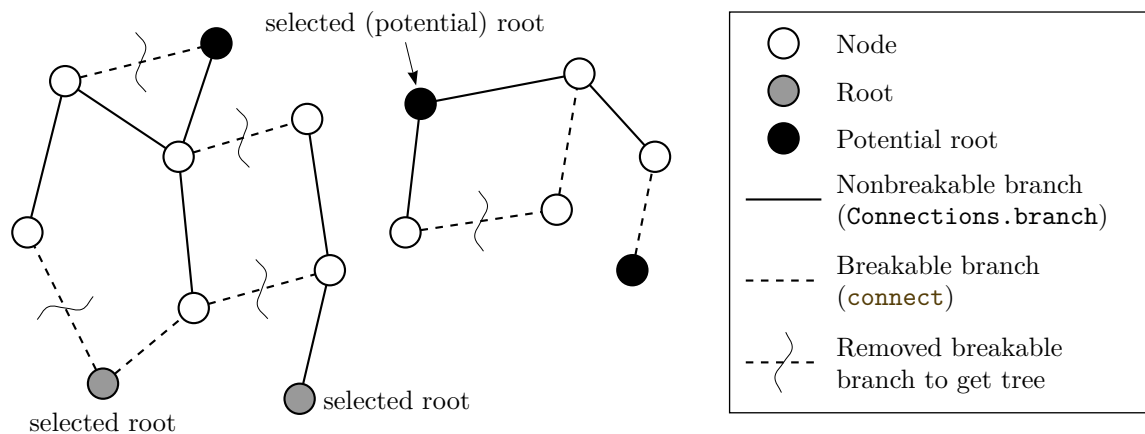 selected (potential) root
selected root
selected root
Node
Root
Potential root
Nonbreakable branch
(Connections.branch)
Breakable branch
(connect)
Removed breakable
branch to get tree